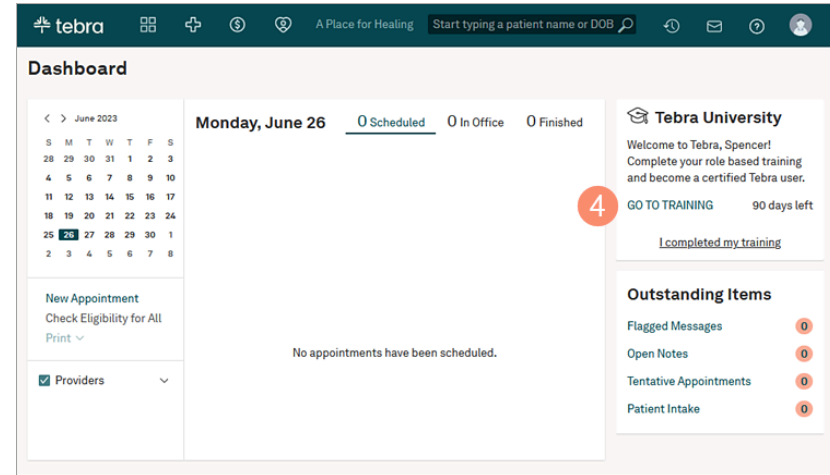 tebra
A Place for Healing
Start typing a patient name or DOB
Dashboard
June 2023
S M T W T F S
28 29 30 31 1 2 3
4 5 6 7 8 9 10
11 12 13 14 15 16 17
18 19 20 21 22 23 24
25 26 27 28 29 30 1
2 3 4 5 6 7 8
New Appointment
Check Eligibility for All
Print
Providers
Monday, June 26 0 Scheduled 0 In Office 0 Finished
No appointments have been scheduled.
Tebra University
Welcome to Tebra, Spencer!
Complete your role based training
and become a certified Tebra user.
4 GO TO TRAINING 90 days left
I completed my training
Outstanding Items
Flagged Messages 0
Open Notes 0
Tentative Appointments 0
Patient Intake 0